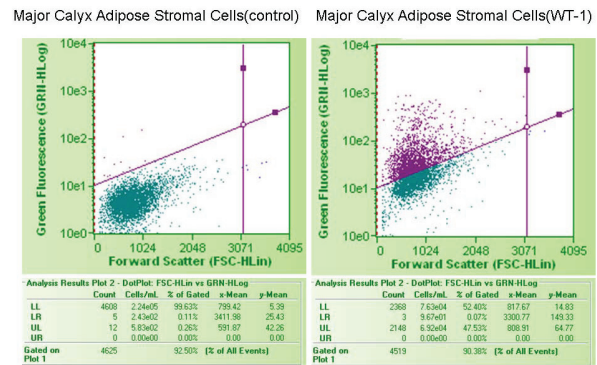 Major Calyx Adipose Stromal Cells(control)
Major Calyx Adipose Stromal Cells(WT-1)
Green Fluorescence (GRN-HLog)
10e4
10e3
10e2
10e1
10e0
0 1024 2048 3071 4095
Forward Scatter (FSC-HLin)
Green Fluorescence (GRN-HLog)
10e4
10e3
10e2
10e1
10e0
0 1024 2048 3071 4095
Forward Scatter (FSC-HLin)
Analysis Results Plot 2 - DotPlot: FSC-HLin vs GRN-HLog
Count Cells/mL % of Gated x-Mean y-Mean
LL 4608 2.24e05 99.63% 799.42 5.39
LR 5 2.43e02 0.11% 3411.98 25.43
UL 12 5.83e02 0.26% 591.87 42.26
UR 0 0.00e00 0.00% 0.00 0.00
Gated on Plot 1 4625 92.50% (% of All Events)
Analysis Results Plot 2 - DotPlot: FSC-HLin vs GRN-HLog
Count Cells/mL % of Gated x-Mean y-Mean
LL 2368 7.63e04 52.40% 817.67 14.83
LR 3 9.67e01 0.07% 3300.77 149.33
UL 2148 6.92e04 47.53% 808.91 64.77
UR 0 0.00e00 0.00% 0.00 0.00
Gated on Plot 1 4519 90.38% (% of All Events)